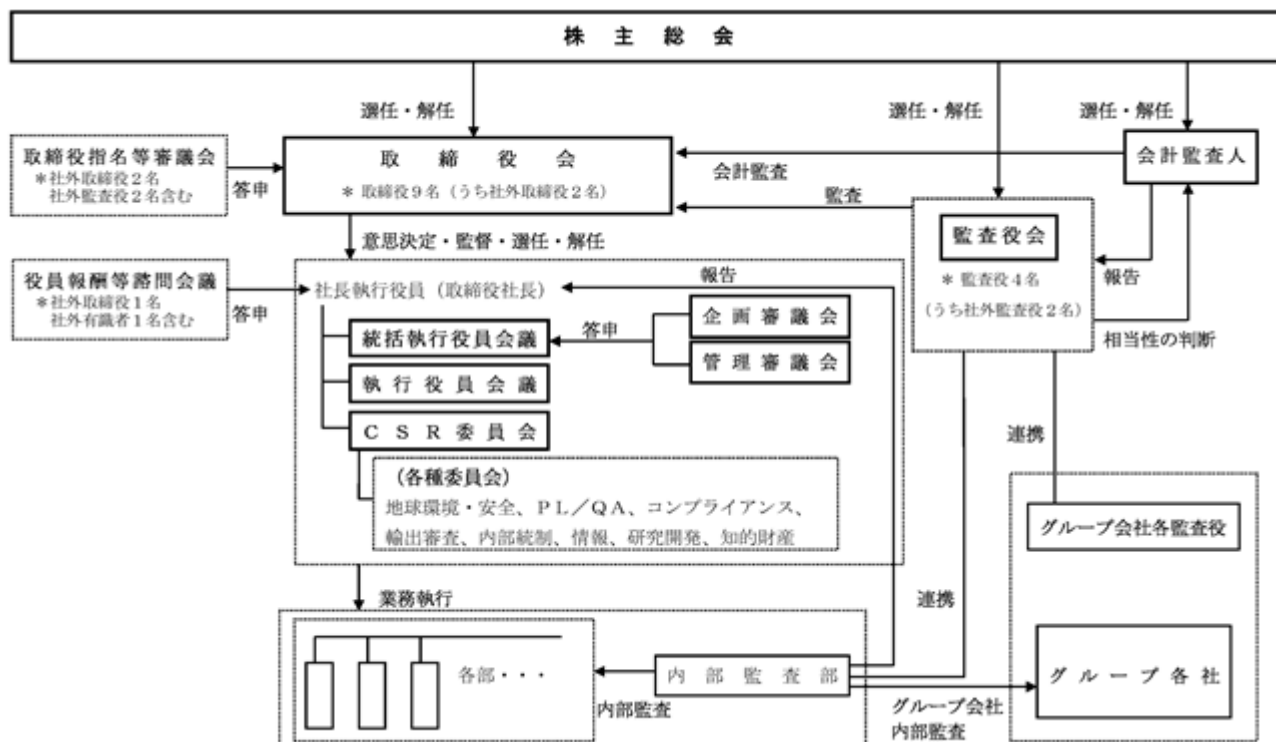 株主総会
選任・解任
選任・解任
選任・解任
取締役指名等審議会
＊社外取締役2名
社外監査役2名含む
答申
取締役会
＊取締役9名（うち社外取締役2名）
会計監査
監査
会計監査人
監査役会
＊監査役4名
（うち社外監査役2名）
報告
相当性の判断
意思決定・監督・選任・解任
役員報酬等諮問会議
＊社外取締役1名
社外有識者1名含む
答申
社長執行役員（取締役社長）
報告
統括執行役員会議
答申
企画審議会
管理審議会
執行役員会議
ＣＳＲ委員会
（各種委員会）
地球環境・安全、ＰＬ／ＱＡ、コンプライアンス、
輸出審査、内部統制、情報、研究開発、知的財産
連携
グループ会社各監査役
業務執行
連携
各部・・・
内部監査部
内部監査
グループ会社
内部監査
グループ各社